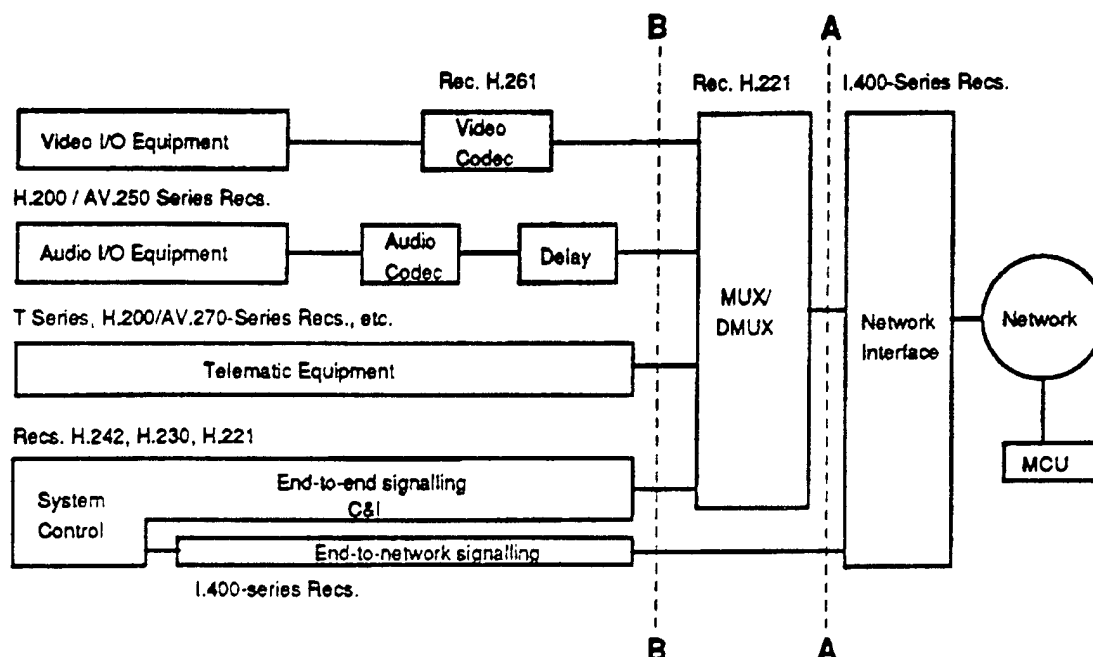 B
A
Rec. H.261
Rec. H.221
I.400-Series Recs.
Video I/O Equipment
Video
Codec
H.200 / AV.250 Series Recs.
Audio I/O Equipment
Audio
Codec
Delay
MUX/
DMUX
Network
Interface
Network
T Series, H.200/AV.270-Series Recs., etc.
Telematic Equipment
Recs. H.242, H.230, H.221
System
Control
End-to-end signalling
C&I
MCU
End-to-network signalling
I.400-series Recs.
B
A